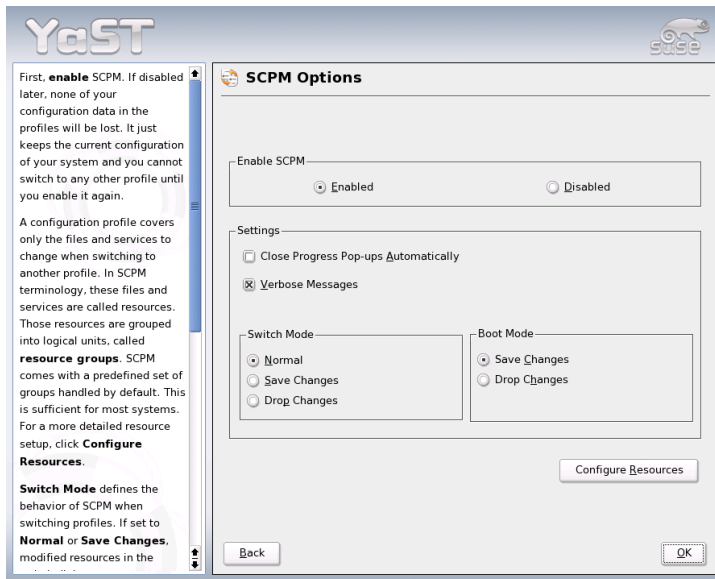 YaST
SUSE
First, enable SCPM. If disabled
later, none of your
configuration data in the
profiles will be lost. It just
keeps the current configuration
of your system and you cannot
switch to any other profile until
you enable it again.
A configuration profile covers
only the files and services to
change when switching to
another profile. In SCPM
terminology, these files and
services are called resources.
Those resources are grouped
into logical units, called
resource groups. SCPM
comes with a predefined set of
groups handled by default. This
is sufficient for most systems.
For a more detailed resource
setup, click Configure
Resources.
Switch Mode defines the
behavior of SCPM when
switching profiles. If set to
Normal or Save Changes,
modified resources in the
SCPM Options
Enable SCPM
Enabled
Disabled
Settings
Close Progress Pop-ups Automatically
Verbose Messages
Switch Mode
Normal
Save Changes
Drop Changes
Boot Mode
Save Changes
Drop Changes
Configure Resources
Back
OK